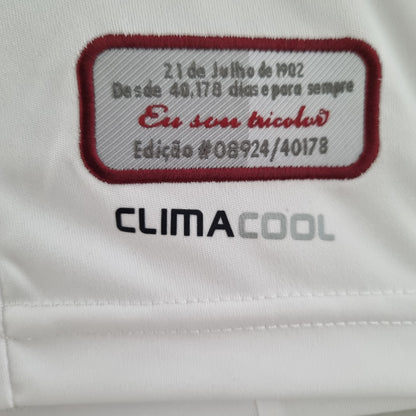 21 de Julho de 1902
Desde 40.178 dias e para sempre
Eu sou tricolor
Edição #08924/40178
CLIMACOOL